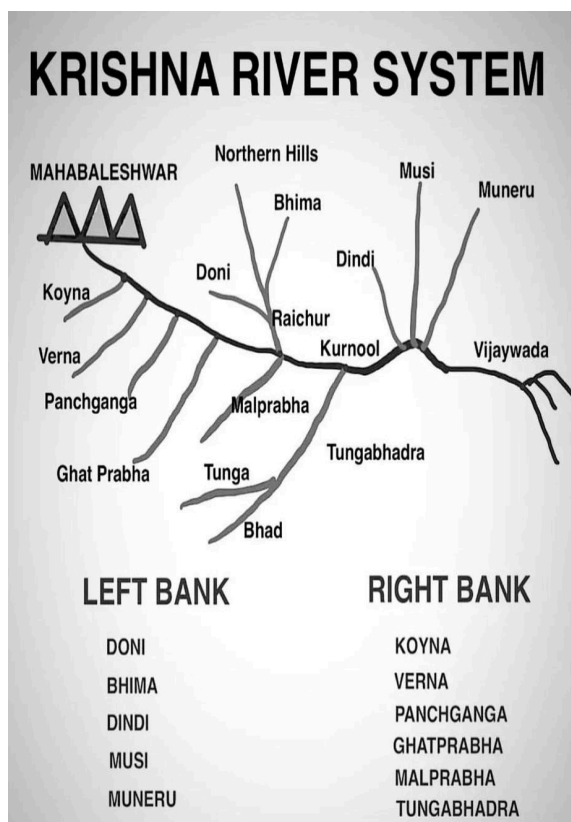 KRISHNA RIVER SYSTEM
MAHABALESHWAR
Northern Hills
Musi
Muneru
Bhima
Doni
Dindi
Koyna
Raichur
Kurnool
Vijaywada
Verna
Panchganga
Malprabha
Ghat Prabha
Tunga
Tungabhadra
Bhad
LEFT BANK
DONI
BHIMA
DINDI
MUSI
MUNERU
RIGHT BANK
KOYNA
VERNA
PANCHGANGA
GHATPRABHA
MALPRABHA
TUNGABHADRA